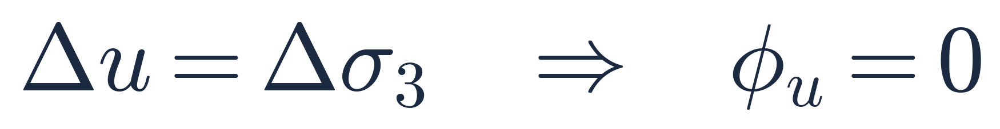 Δu = Δσ₃ ⇒ ϕᵤ = 0